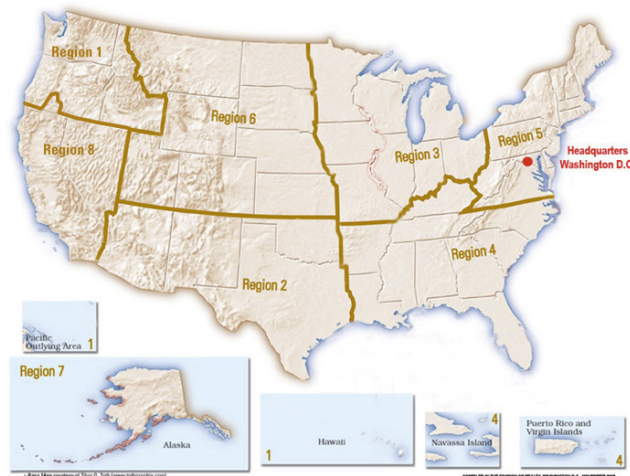 Region 1
Region 6
Region 8
Region 3
Region 5
Headquarters
Washington D.C
Region 4
Region 2
Pacific
Outlying Area 1
Region 7
Alaska
1
Hawaii
4
Navassa Island
Puerto Rico and
Virgin Islands
4